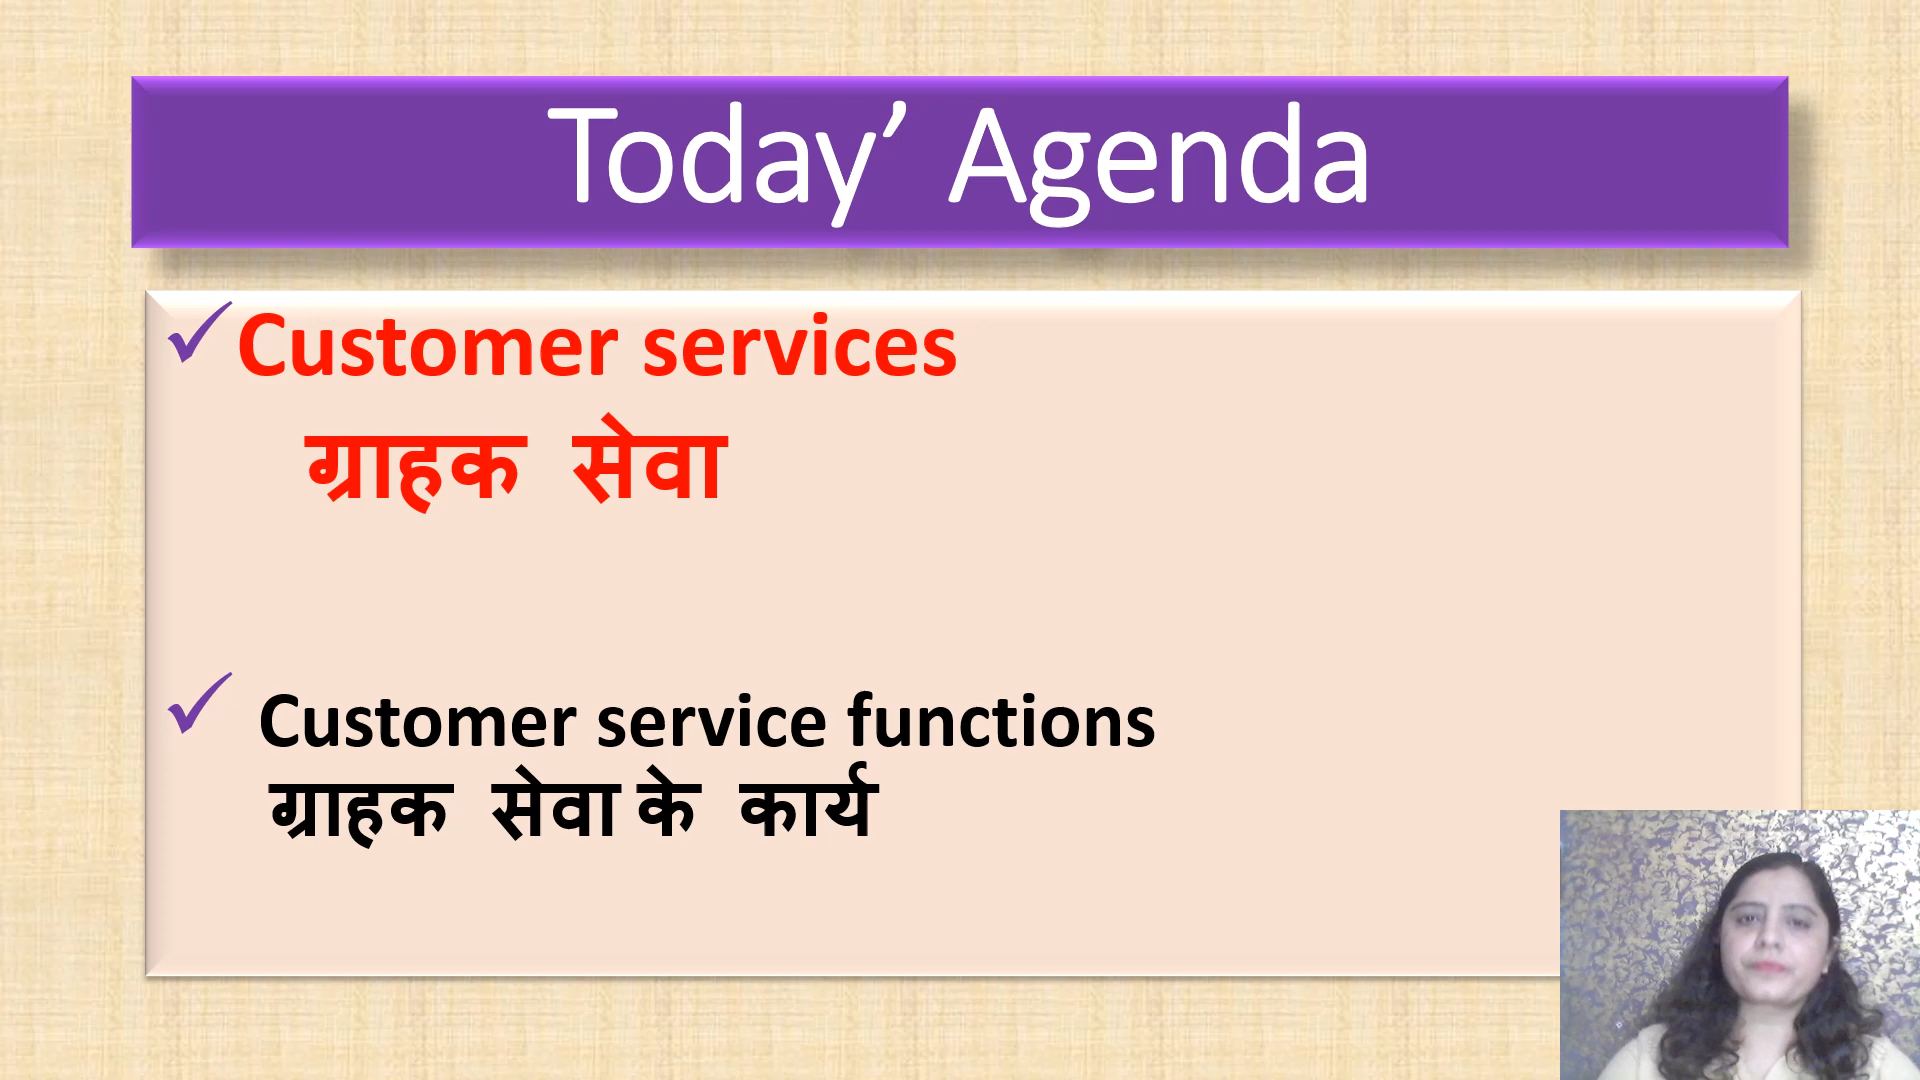 Today’ Agenda
Customer services
ग्राहक सेवा
Customer service functions
ग्राहक सेवा के कार्य